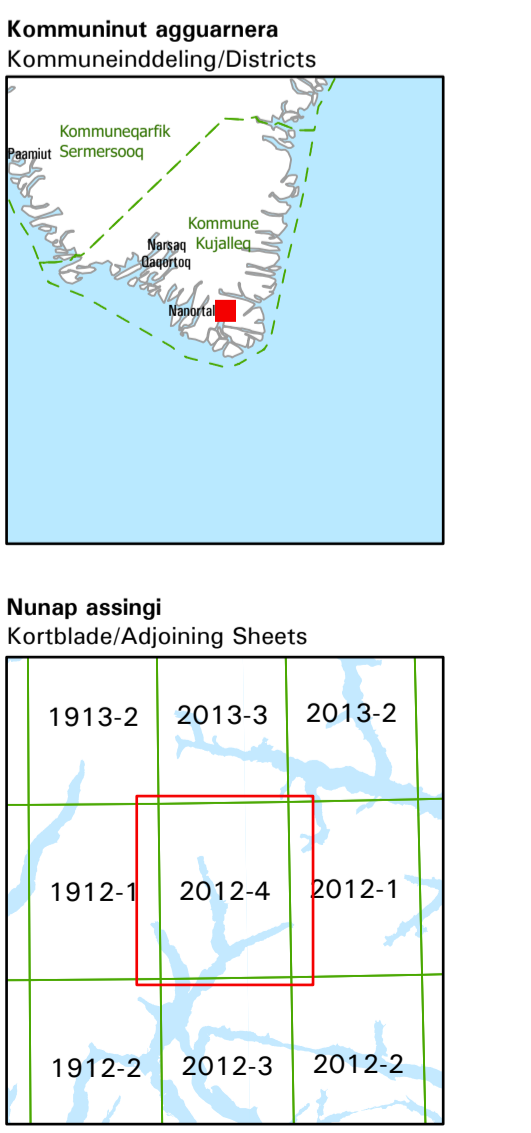 Kommuninut agguarnera
Kommuneinddeling/Districts
Kommuneqarfik
Paamiut Sermersooq
Kommune
Narsaq Kujalleq
Qaqortoq
Nanortal
Nunap assingi
Kortblade/Adjoining Sheets
1913-2 2013-3 2013-2
1912-1 2012-4 2012-1
1912-2 2012-3 2012-2